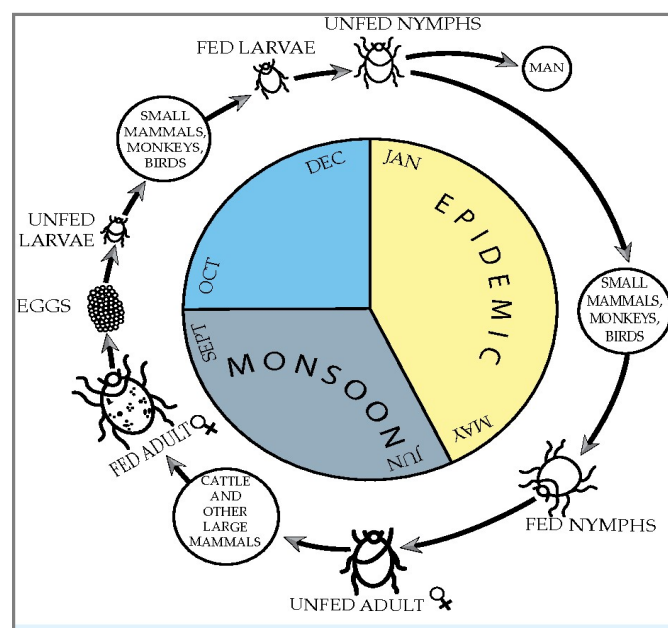 UNFED NYMPHS
FED LARVAE
MAN
SMALL
MAMMALS,
MONKEYS,
BIRDS
DEC
JAN
EPIDEMIC
UNFED
LARVAE
OCT
EGGS
SMALL
MAMMALS,
MONKEYS,
BIRDS
SEPT
MONSOON
MAY
JUN
FED ADULT♀
CATTLE
AND
OTHER
LARGE
MAMMALS
FED NYMPHS
UNFED ADULT ♀